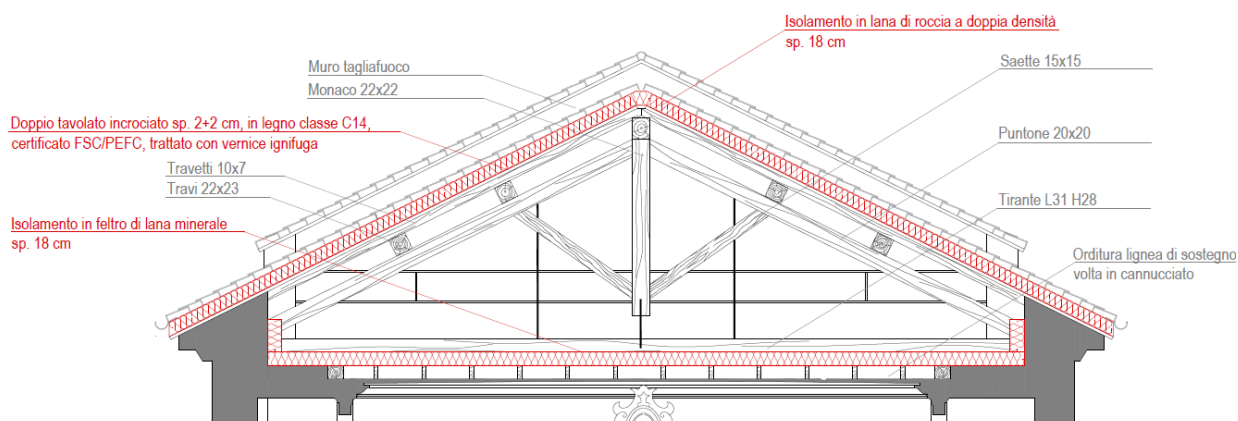 Isolamento in lana di roccia a doppia densità
sp. 18 cm
Muro tagliafuoco
Monaco 22x22
Saette 15x15
Doppio tavolato incrociato sp. 2+2 cm, in legno classe C14,
certificato FSC/PEFC, trattato con vernice ignifuga
Puntone 20x20
Travetti 10x7
Travi 22x23
Tirante L31 H28
Isolamento in feltro di lana minerale
sp. 18 cm
Orditura lignea di sostegno
volta in cannucciato